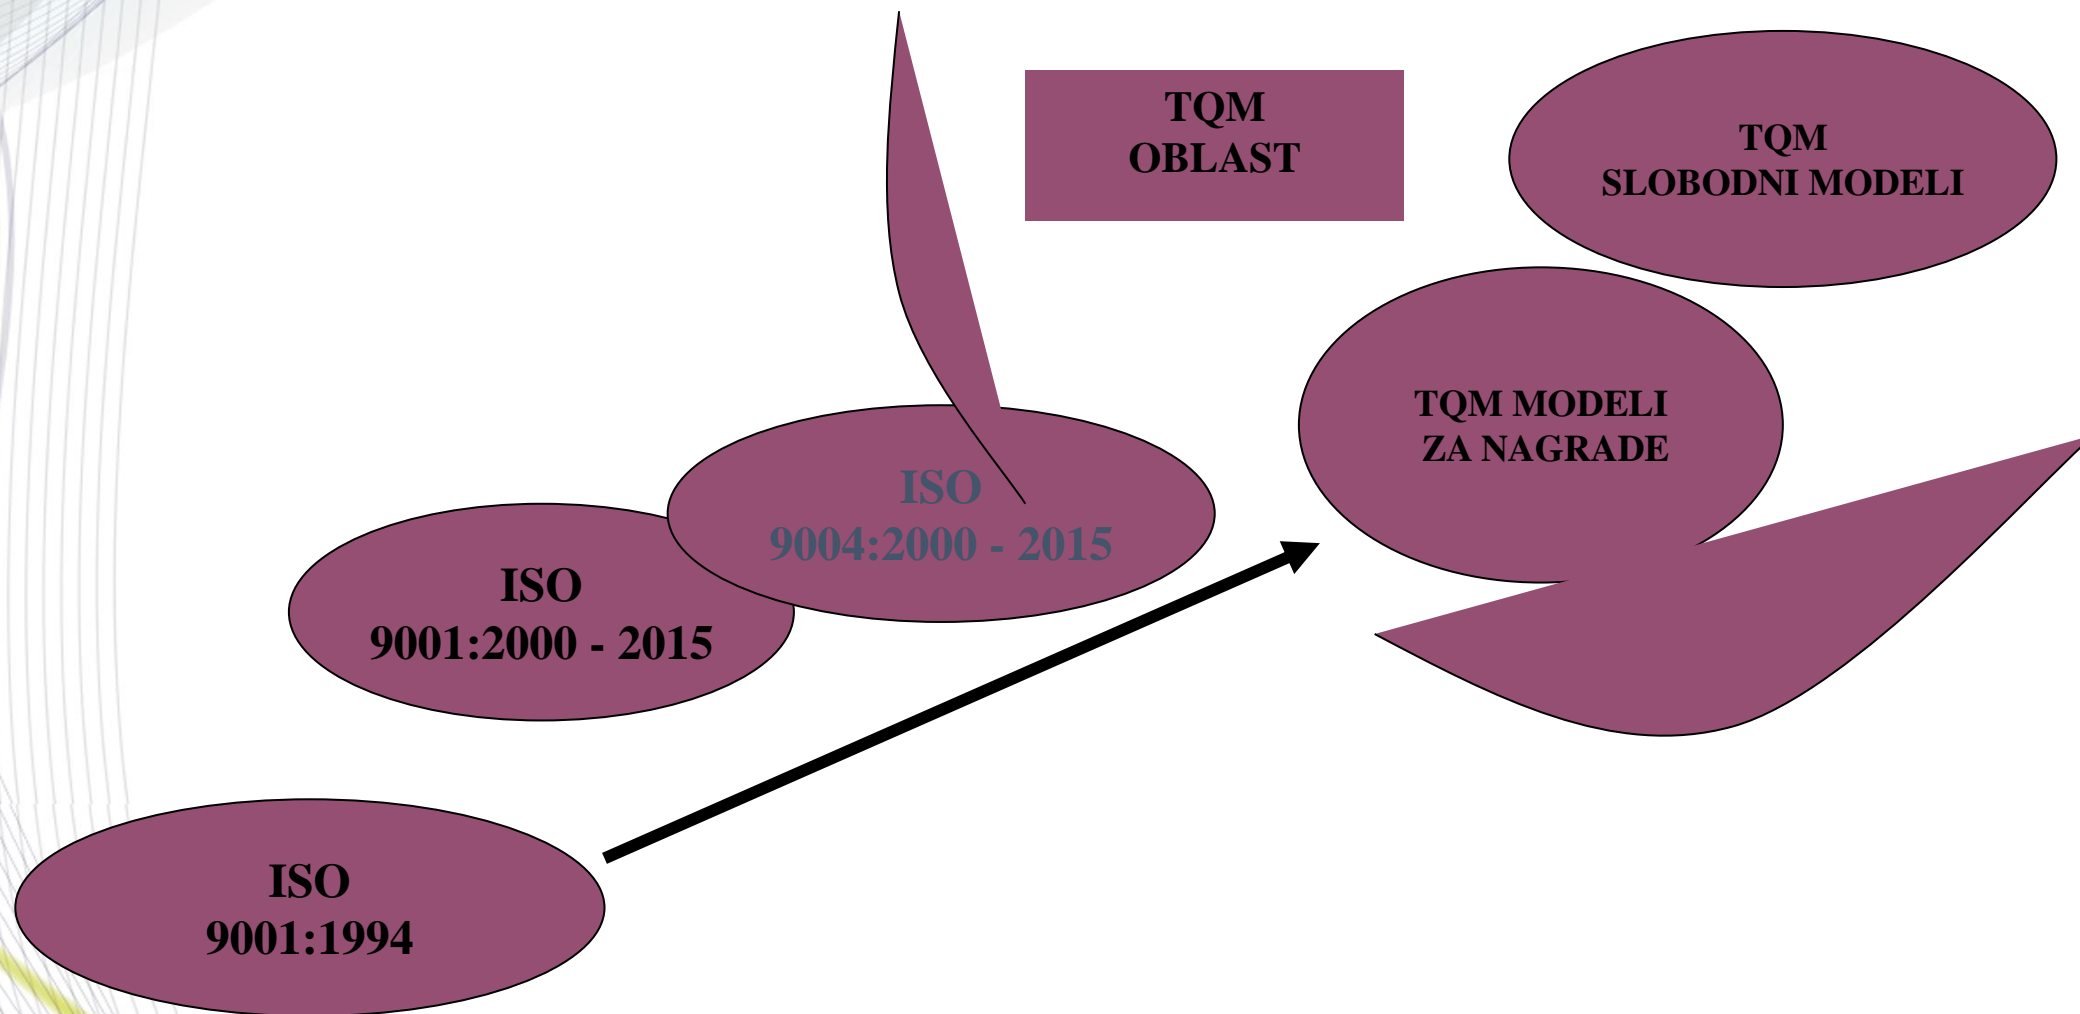 TQM
OBLAST
TQM
SLOBODNI MODELI
TQM MODELI
ZA NAGRADE
ISO
9004:2000 - 2015
ISO
9001:2000 - 2015
ISO
9001:1994